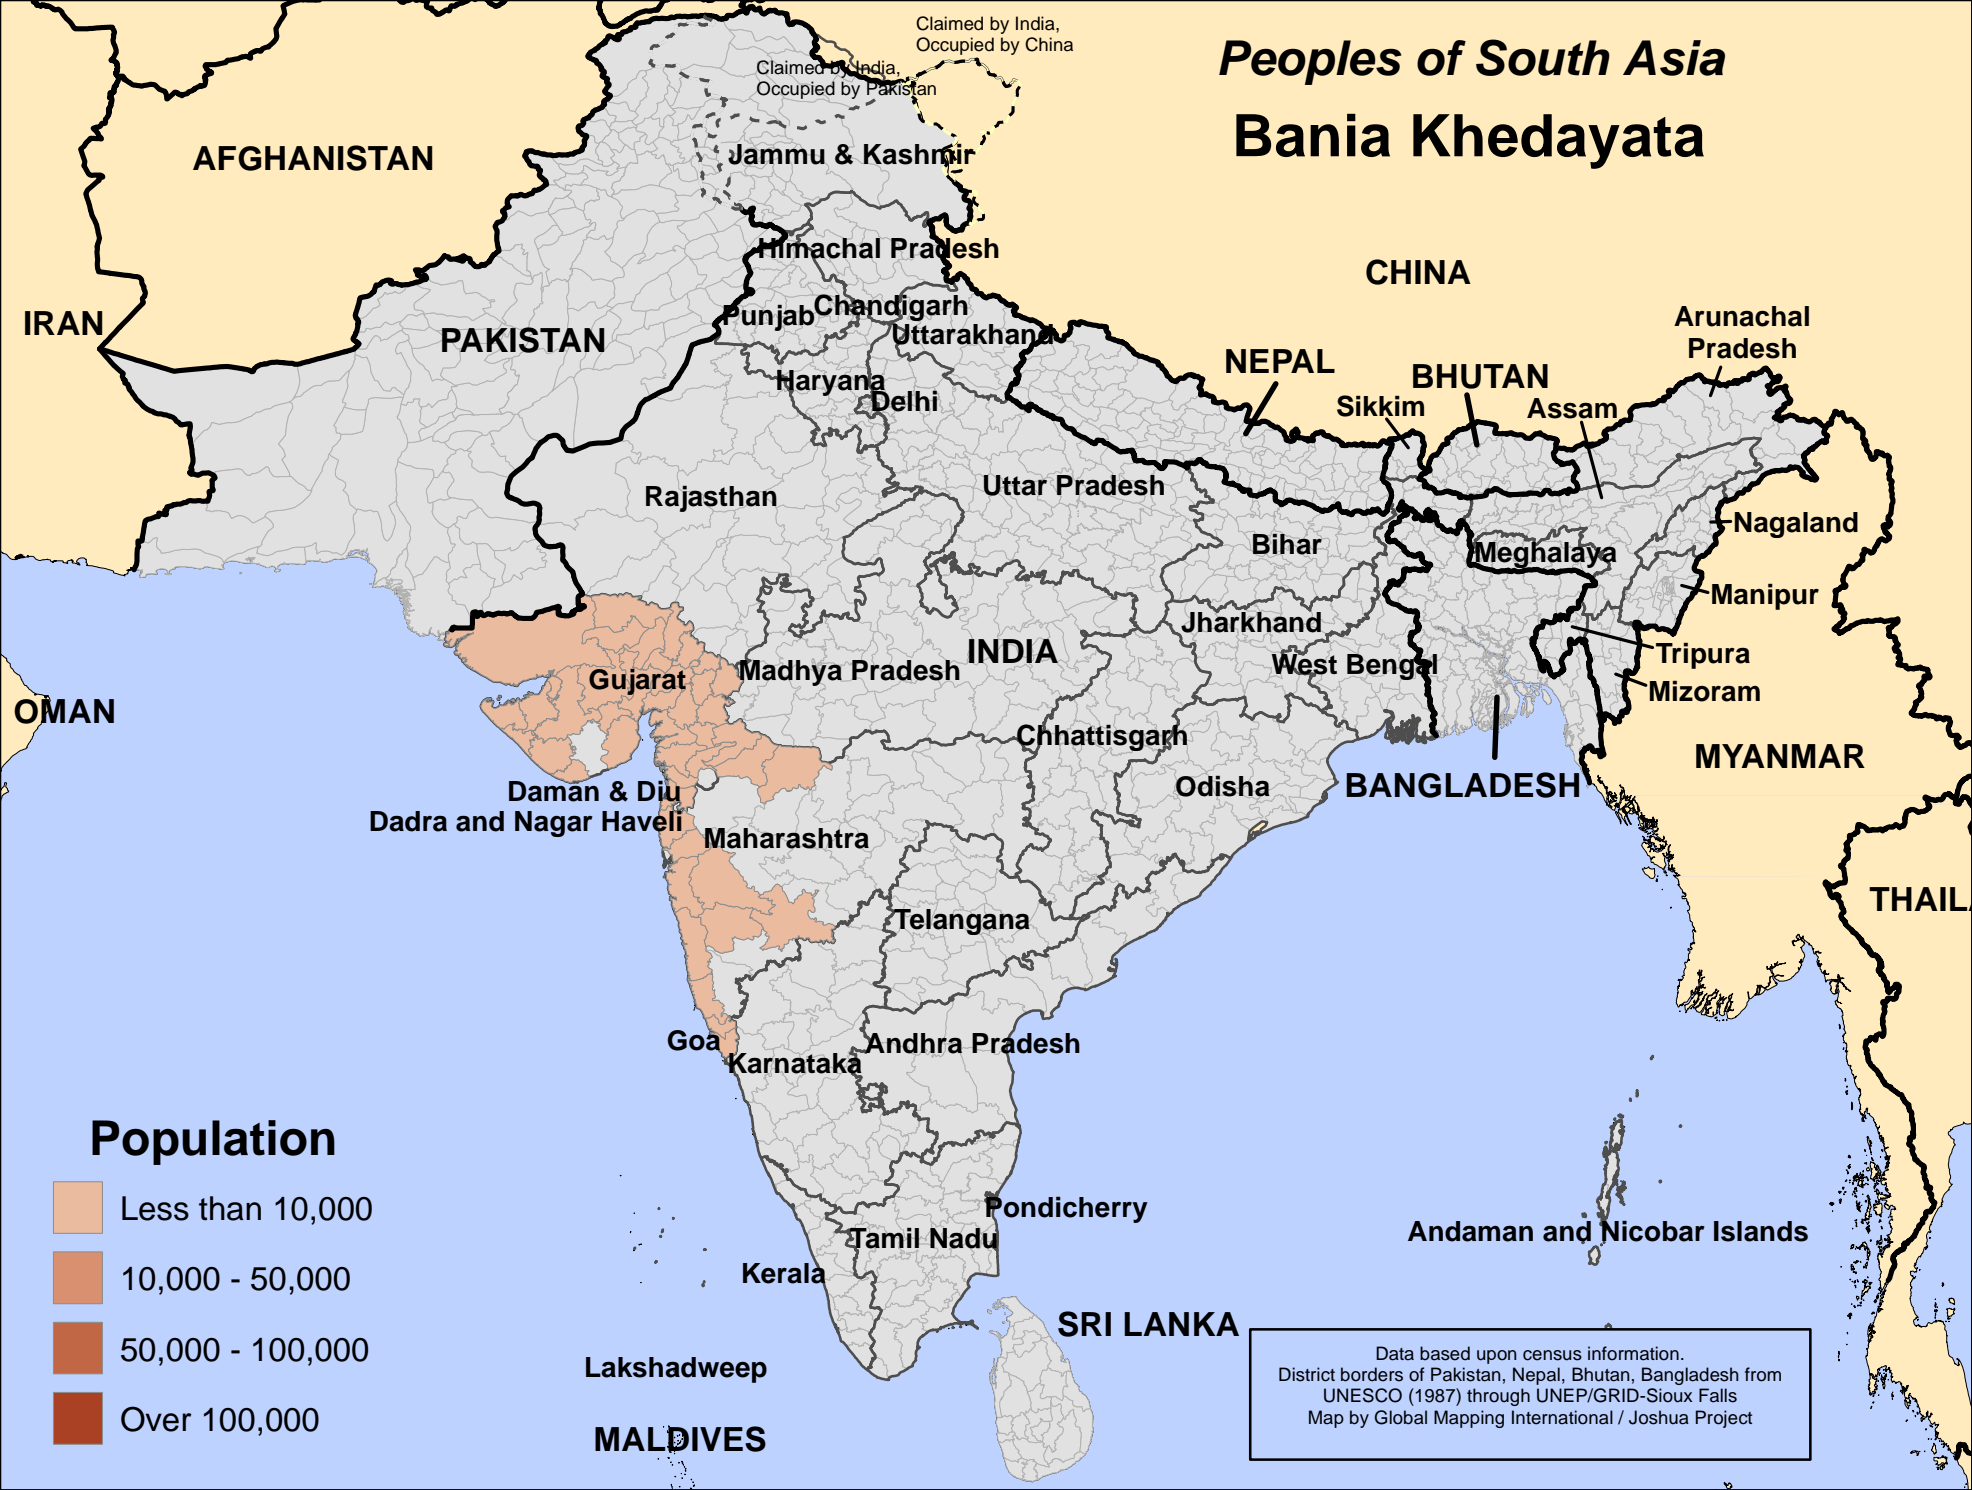 Claimed by India,
Occupied by China
Peoples of South Asia
Bania Khedayata
Claimed by India,
Occupied by Pakistan
AFGHANISTAN
Jammu & Kashmir
Himachal Pradesh
CHINA
IRAN
PAKISTAN
Punjab
Chandigarh
Uttarakhand
Arunachal
Pradesh
NEPAL
BHUTAN
Haryana
Delhi
Sikkim
Assam
Rajasthan
Uttar Pradesh
Nagaland
Bihar
Meghalaya
Manipur
Jharkhand
INDIA
Tripura
West Bengal
Madhya Pradesh
Gujarat
Mizoram
OMAN
Chhattisgarh
MYANMAR
Odisha
BANGLADESH
Daman & Diu
Dadra and Nagar Haveli
Maharashtra
THAILA
Telangana
Goa
Andhra Pradesh
Karnataka
Population
Less than 10,000
10,000 - 50,000
50,000 - 100,000
Over 100,000
Pondicherry
Tamil Nadu
Andaman and Nicobar Islands
Kerala
SRI LANKA
Lakshadweep
MALDIVES
Data based upon census information.
District borders of Pakistan, Nepal, Bhutan, Bangladesh from
UNESCO (1987) through UNEP/GRID-Sioux Falls
Map by Global Mapping International / Joshua Project